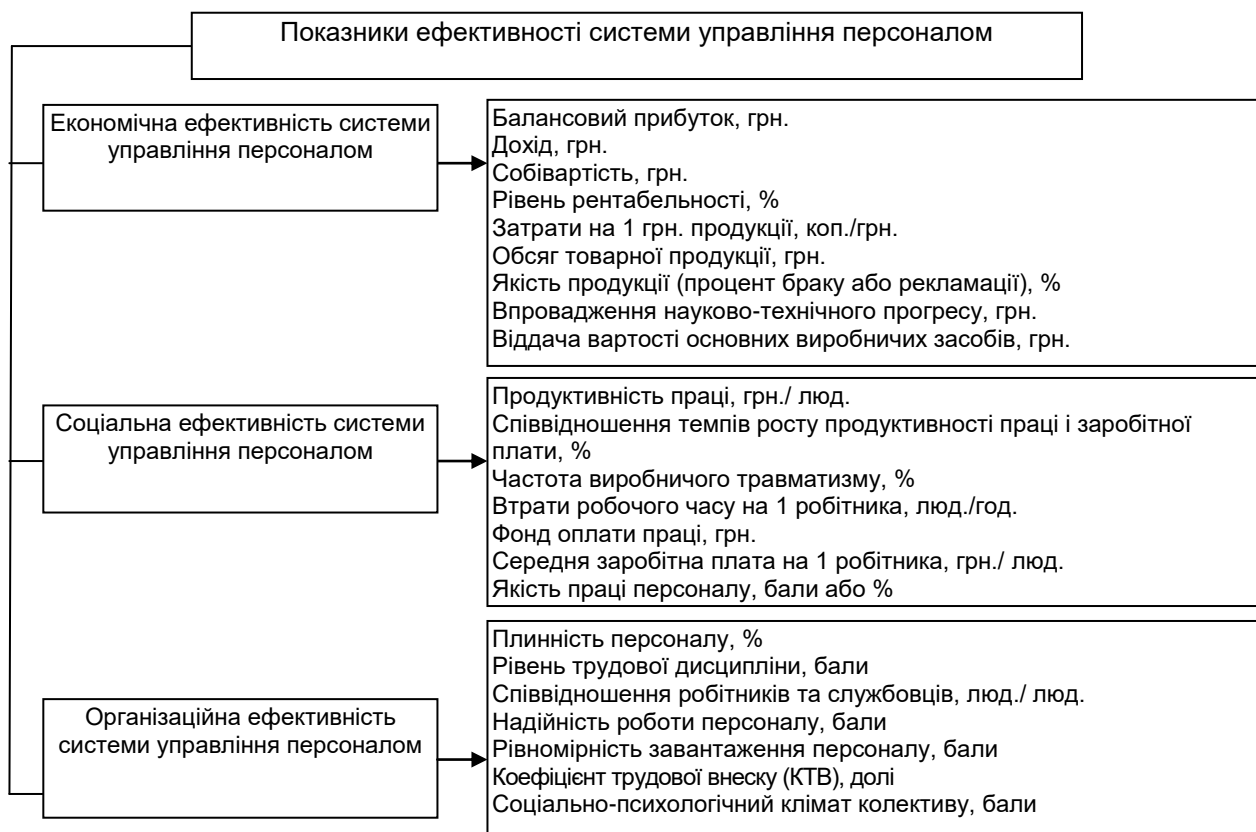 Показники ефективності системи управління персоналом
Економічна ефективність системи
управління персоналом
Балансовий прибуток, грн.
Дохід, грн.
Собівартість, грн.
Рівень рентабельності, %
Затрати на 1 грн. продукції, коп./грн.
Обсяг товарної продукції, грн.
Якість продукції (процент браку або рекламації), %
Впровадження науково-технічного прогресу, грн.
Віддача вартості основних виробничих засобів, грн.
Соціальна ефективність системи
управління персоналом
Продуктивність праці, грн./ люд.
Співвідношення темпів росту продуктивності праці і заробітної
плати, %
Частота виробничого травматизму, %
Втрати робочого часу на 1 робітника, люд./год.
Фонд оплати праці, грн.
Середня заробітна плата на 1 робітника, грн./ люд.
Якість праці персоналу, бали або %
Організаційна ефективність
системи управління персоналом
Плинність персоналу, %
Рівень трудової дисципліни, бали
Співвідношення робітників та службовців, люд./ люд.
Надійність роботи персоналу, бали
Рівномірність завантаження персоналу, бали
Коефіцієнт трудової внеску (КТВ), долі
Соціально-психологічний клімат колективу, бали